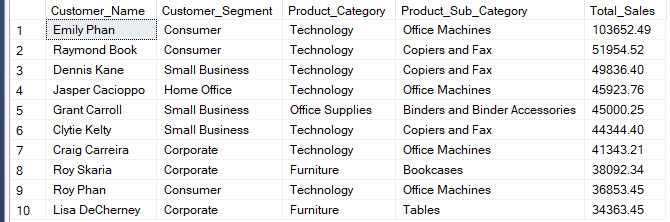 Customer_Name Customer_Segment Product_Category Product_Sub_Category Total_Sales
1 Emily Phan Consumer Technology Office Machines 103652.49
2 Raymond Book Consumer Technology Copiers and Fax 51954.52
3 Dennis Kane Small Business Technology Copiers and Fax 49836.40
4 Jasper Cacioppo Home Office Technology Office Machines 45923.76
5 Grant Carroll Small Business Office Supplies Binders and Binder Accessories 45000.25
6 Clytie Kelty Small Business Technology Copiers and Fax 44344.40
7 Craig Carreira Corporate Technology Office Machines 41343.21
8 Roy Skaria Corporate Furniture Bookcases 38092.34
9 Roy Phan Consumer Technology Office Machines 36853.45
10 Lisa DeCherney Corporate Furniture Tables 34363.45